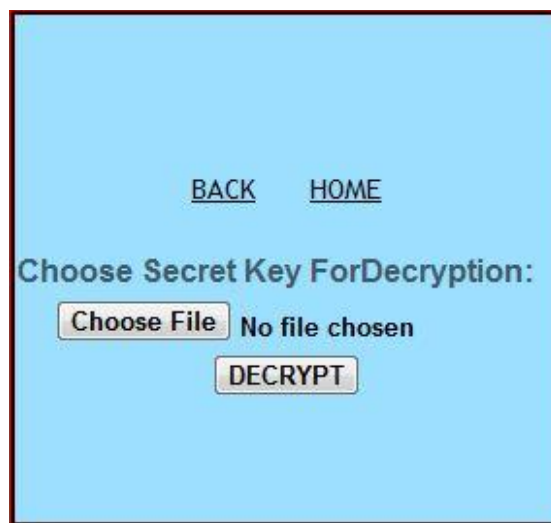 BACK HOME
Choose Secret Key ForDecryption:
Choose File No file chosen
DECRYPT